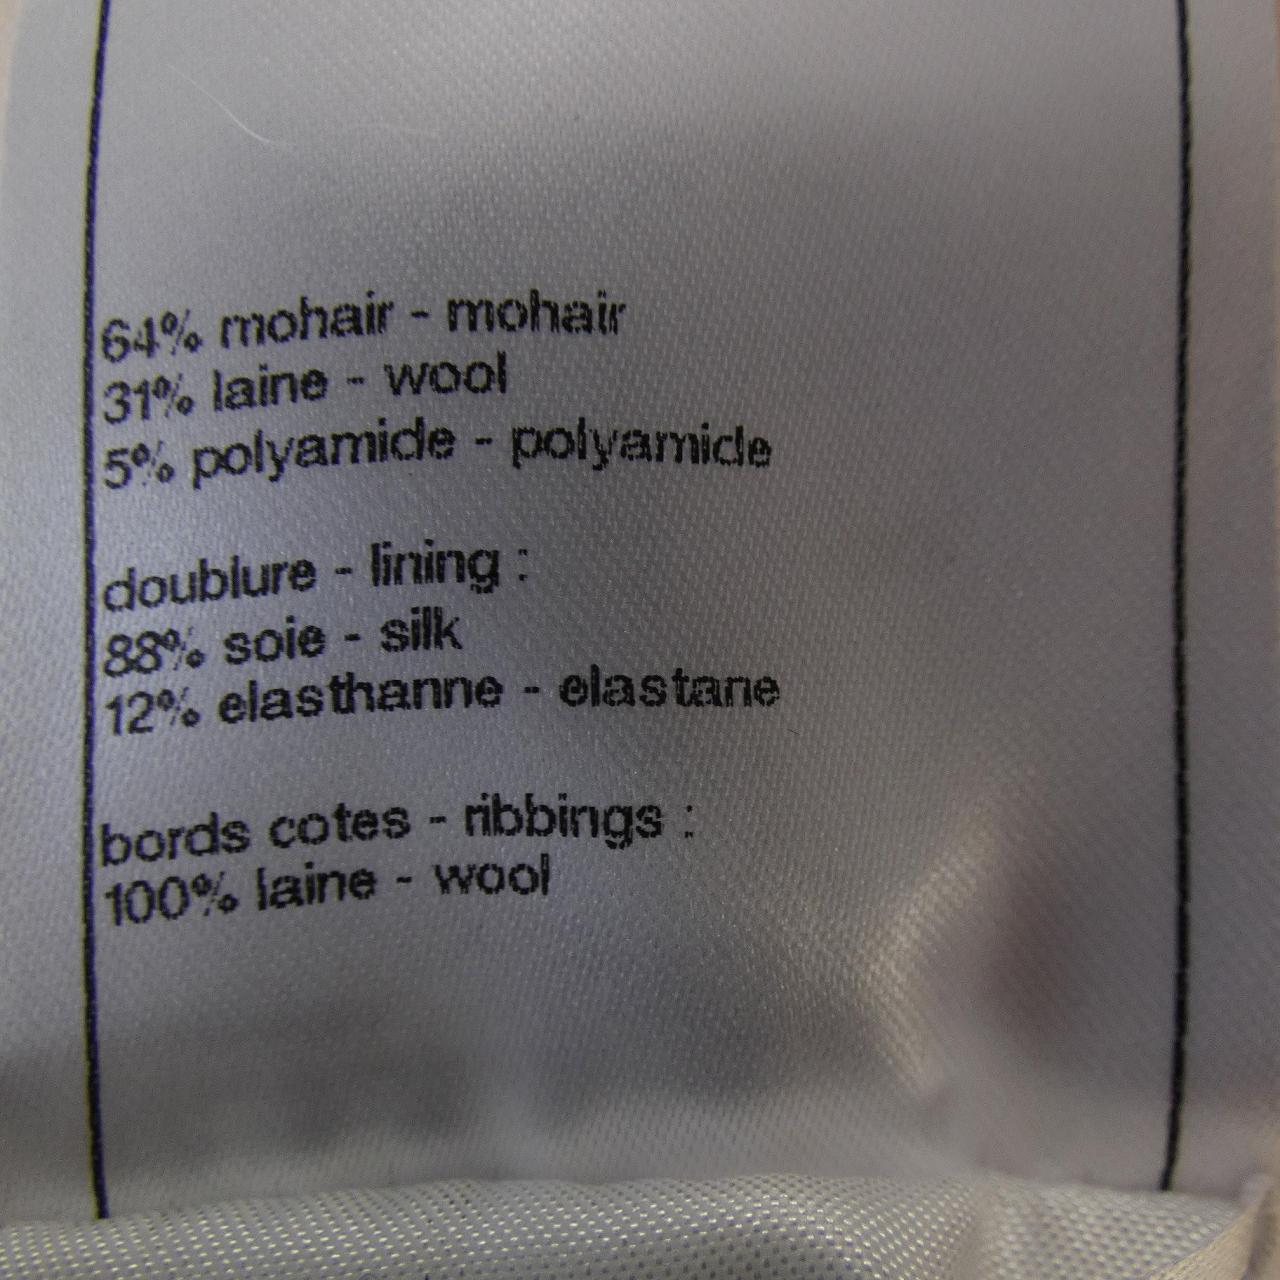 64% mohair - mohair
31% laine - wool
5% polyamide - polyamide
doublure - lining :
88% soie - silk
12% elasthanne - elastane
bords cotes - ribbings :
100% laine - wool